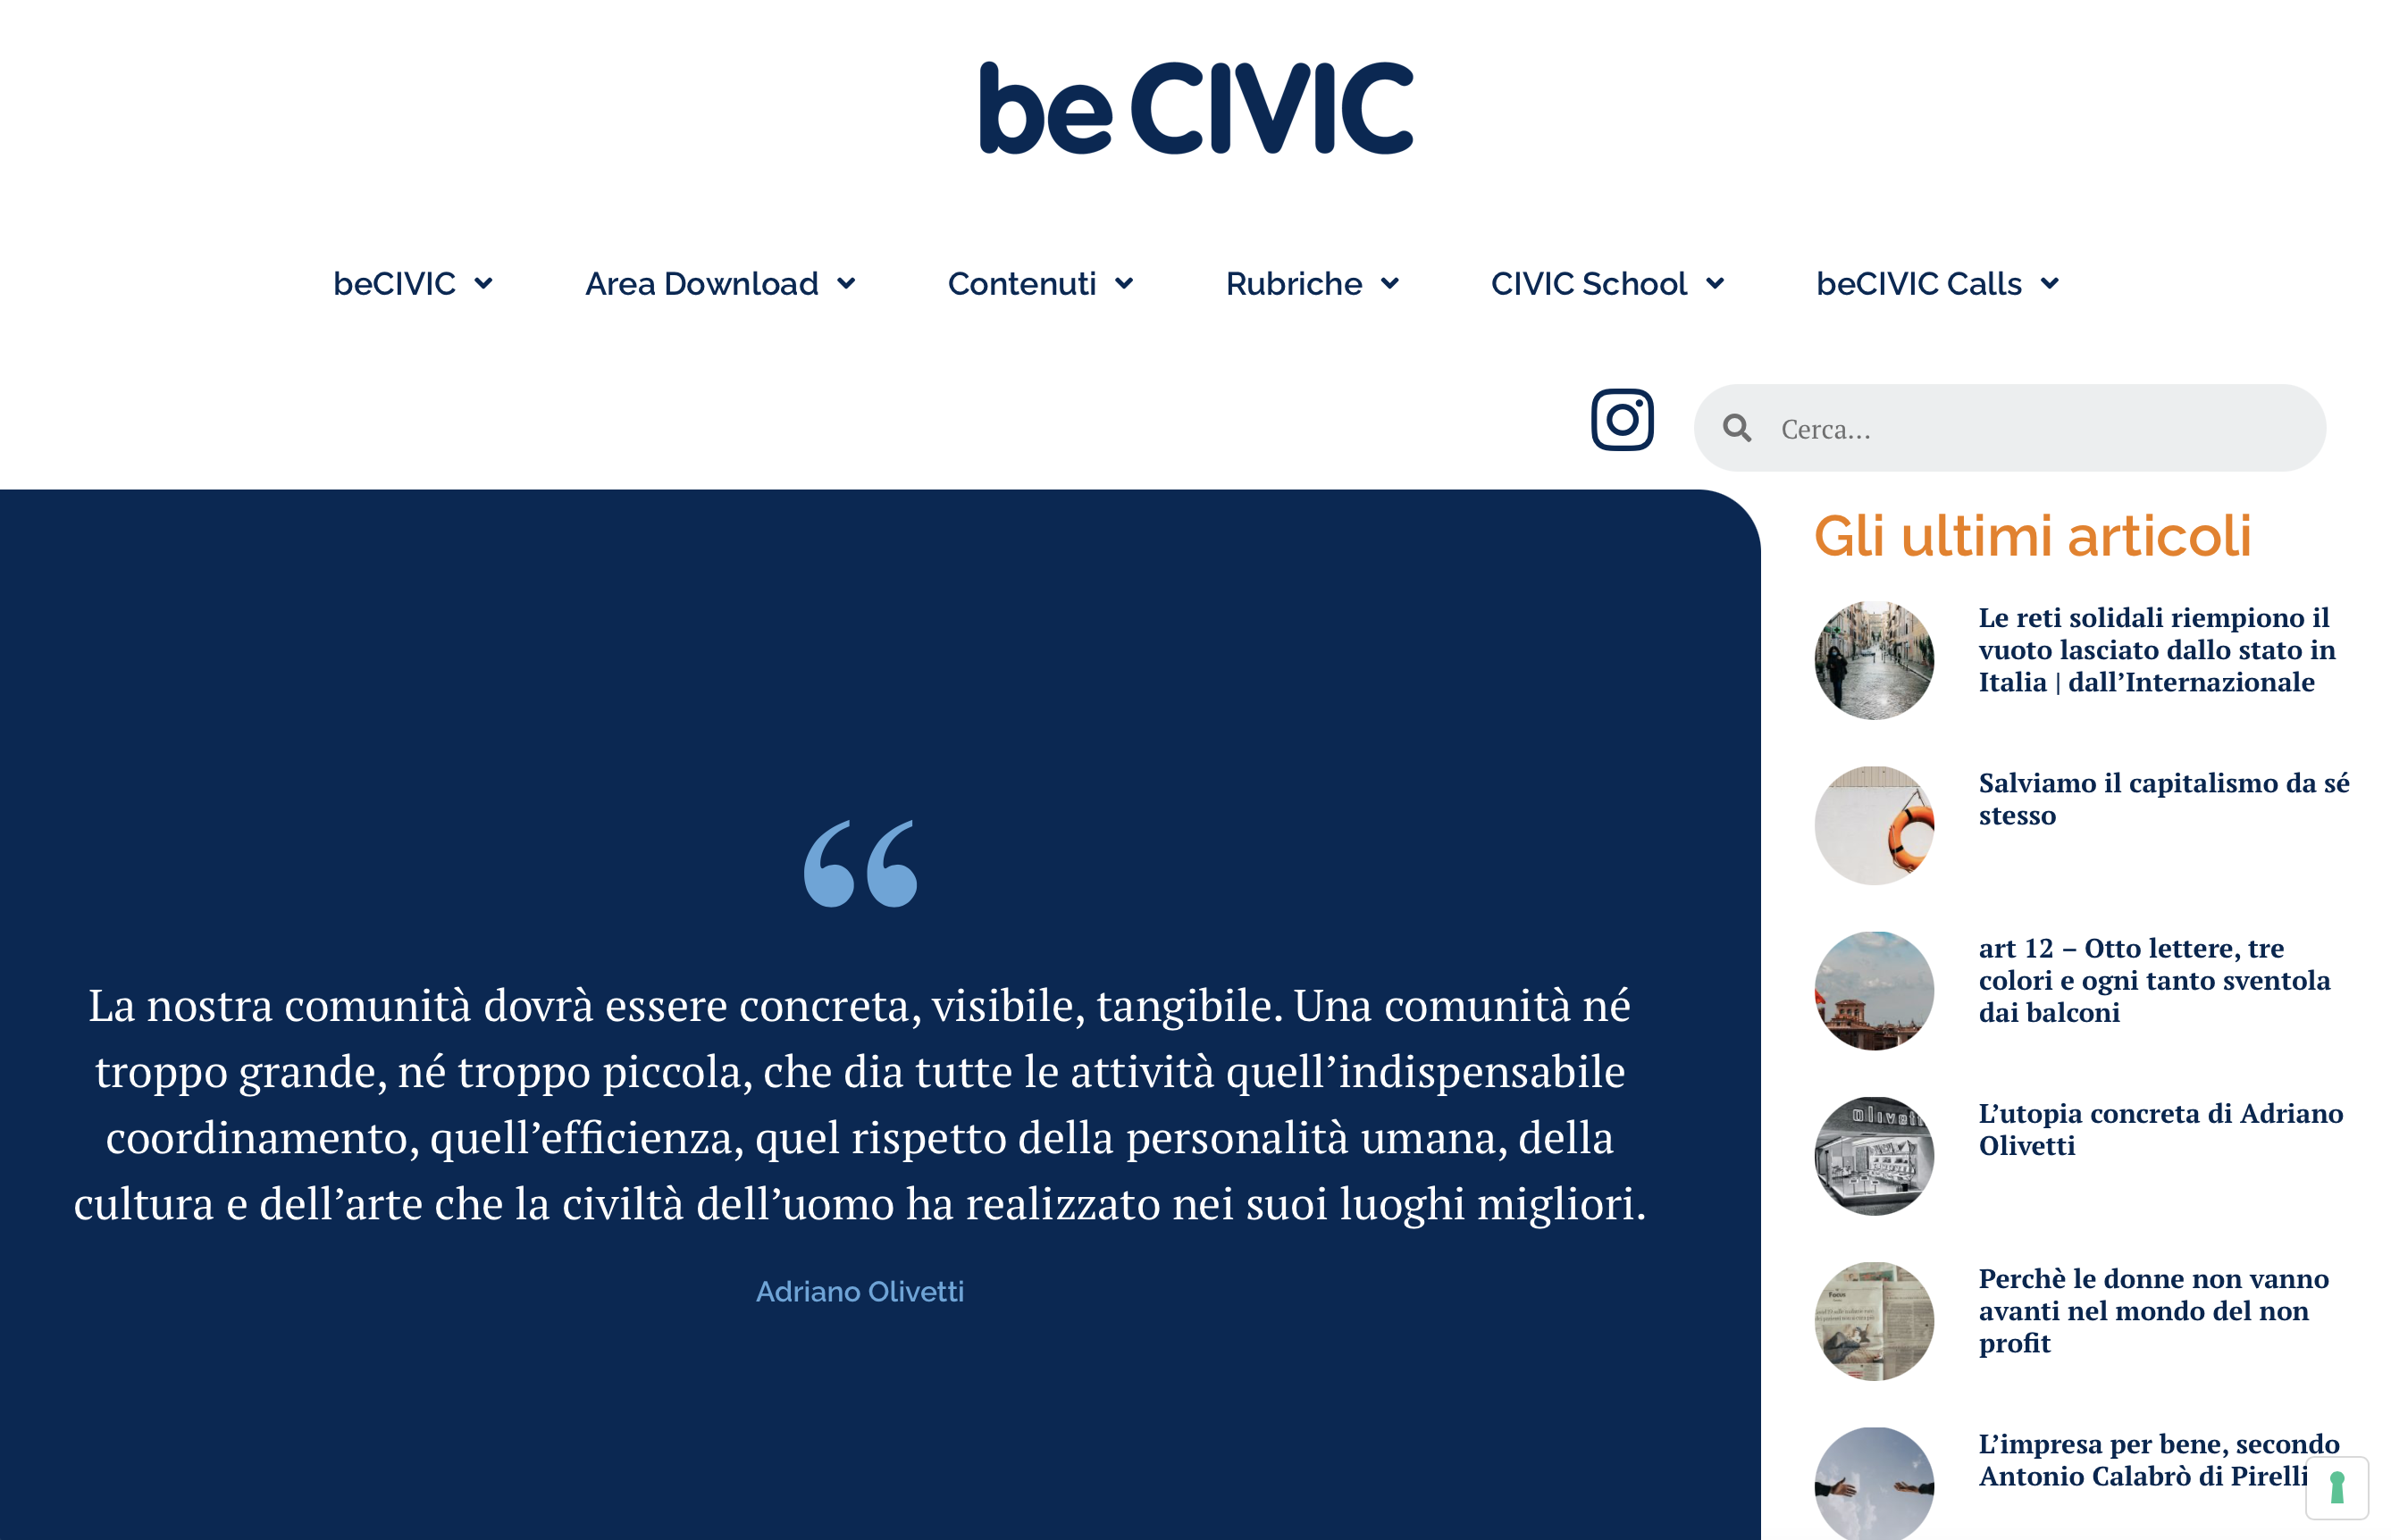 be CIVIC
beCIVIC
Area Download
Contenuti
Rubriche
CIVIC School
beCIVIC Calls
Cerca...
Gli ultimi articoli
“
La nostra comunità dovrà essere concreta, visibile, tangibile. Una comunità né
troppo grande, né troppo piccola, che dia tutte le attività quell’indispensabile
coordinamento, quell’efficienza, quel rispetto della personalità umana, della
cultura e dell’arte che la civiltà dell’uomo ha realizzato nei suoi luoghi migliori.
Adriano Olivetti
Le reti solidali riempiono il
vuoto lasciato dallo stato in
Italia | dall’Internazionale
Salviamo il capitalismo da sé
stesso
art 12 – Otto lettere, tre
colori e ogni tanto sventola
dai balconi
L’utopia concreta di Adriano
Olivetti
Perchè le donne non vanno
avanti nel mondo del non
profit
L’impresa per bene, secondo
Antonio Calabrò di Pirelli